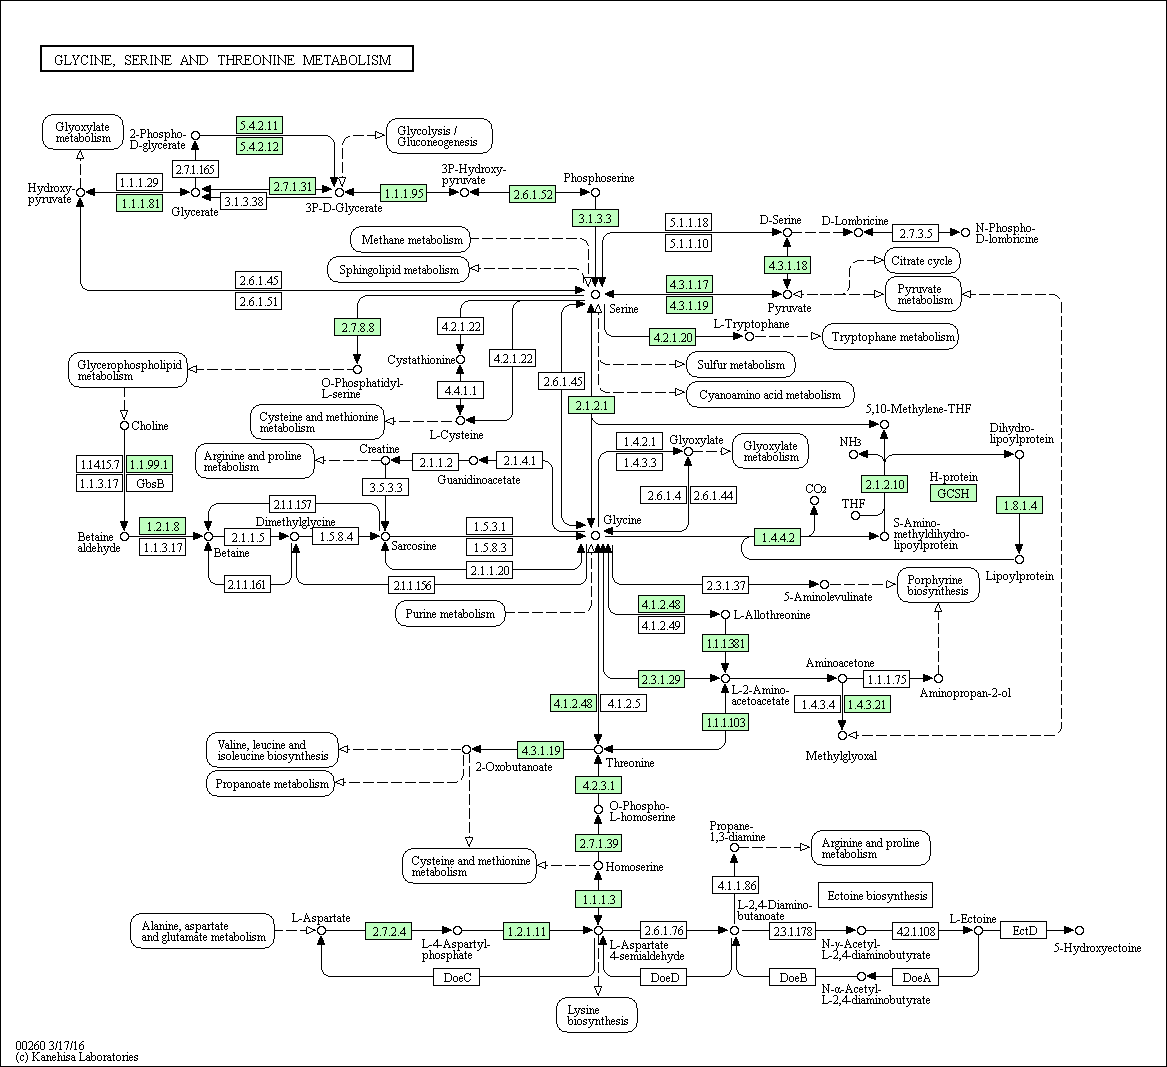 GLYCINE, SERINE AND THREONINE METABOLISM
Glyoxylate
metabolism
2-Phospho-
D-glycerate
5.4.2.11
5.4.2.12
Glycolysis /
Gluconeogenesis
2.7.1.165
3P-Hydroxy-
pyruvate
Phosphoserine
Hydroxy-
pyruvate
1.1.1.29
1.1.1.81
Glycerate
2.7.1.31
3.1.3.38
3P-D-Glycerate
1.1.1.95
2.6.1.52
3.1.3.3
5.1.1.18
5.1.1.10
D-Serine
D-Lombricine
2.7.3.5
N-Phospho-
D-lombricine
Methane metabolism
Sphingolipid metabolism
4.3.1.18
Citrate cycle
2.6.1.45
2.6.1.51
Serine
4.3.1.17
4.3.1.19
Pyruvate
Pyruvate
metabolism
2.7.8.8
4.2.1.22
4.2.1.20
L-Tryptophane
Tryptophane metabolism
Glycerophospholipid
metabolism
O-Phosphatidyl-
L-serine
Cystathionine
4.2.1.22
4.4.1.1
2.6.1.45
Sulfur metabolism
Cyanoamino acid metabolism
2.1.2.1
Choline
Cysteine and methionine
metabolism
L-Cysteine
5,10-Methylene-THF
1.14.15.7
1.1.99.1
1.1.3.17
GbsB
Arginine and proline
metabolism
Creatine
2.1.1.2
Guanidinoacetate
2.1.4.1
1.4.2.1
1.4.3.3
Glyoxylate
Glyoxylate
metabolism
NH3
Dihydro-
lipoylprotein
3.5.3.3
2.6.1.4
2.6.1.44
CO2
THF
2.1.2.10
H-protein
GCSH
1.8.1.4
2.1.1.157
Dimethylglycine
Betaine
aldehyde
1.2.1.8
1.1.3.17
Betaine
2.1.1.5
1.5.8.4
Sarcosine
1.5.3.1
1.5.8.3
Glycine
1.4.4.2
S-Amino-
methyldihydro-
lipoylprotein
2.1.1.161
2.1.1.156
2.1.1.20
Lipoylprotein
Purine metabolism
2.3.1.37
5-Aminolevulinate
Porphyrine
biosynthesis
4.1.2.48
4.1.2.49
L-Allothreonine
1.1.1.381
2.3.1.29
L-2-Amino-
acetoacetate
Aminoacetone
1.1.1.75
Aminopropan-2-ol
4.1.2.48
4.1.2.5
1.1.1.103
1.4.3.4
1.4.3.21
Methylglyoxal
Valine, leucine and
isoleucine biosynthesis
2-Oxobutanoate
4.3.1.19
Threonine
Propanoate metabolism
4.2.3.1
O-Phospho-
L-homoserine
2.7.1.39
Cysteine and methionine
metabolism
Homoserine
Propane-
1,3-diamine
Arginine and proline
metabolism
1.1.1.3
4.1.1.86
Ectoine biosynthesis
Alanine, aspartate
and glutamate metabolism
L-Aspartate
2.7.2.4
L-4-Aspartyl-
phosphate
1.2.1.11
L-Aspartate
4-semialdehyde
2.6.1.76
L-2,4-Diamino-
butanoate
2.3.1.178
N-γ-Acetyl-
L-2,4-diaminobutyrate
4.2.1.108
L-Ectoine
EctD
5-Hydroxyectoine
DoeC
DoeD
DoeB
DoeA
N-α-Acetyl-
L-2,4-diaminobutyrate
Lysine
biosynthesis
00260 3/17/16
(c) Kanehisa Laboratories